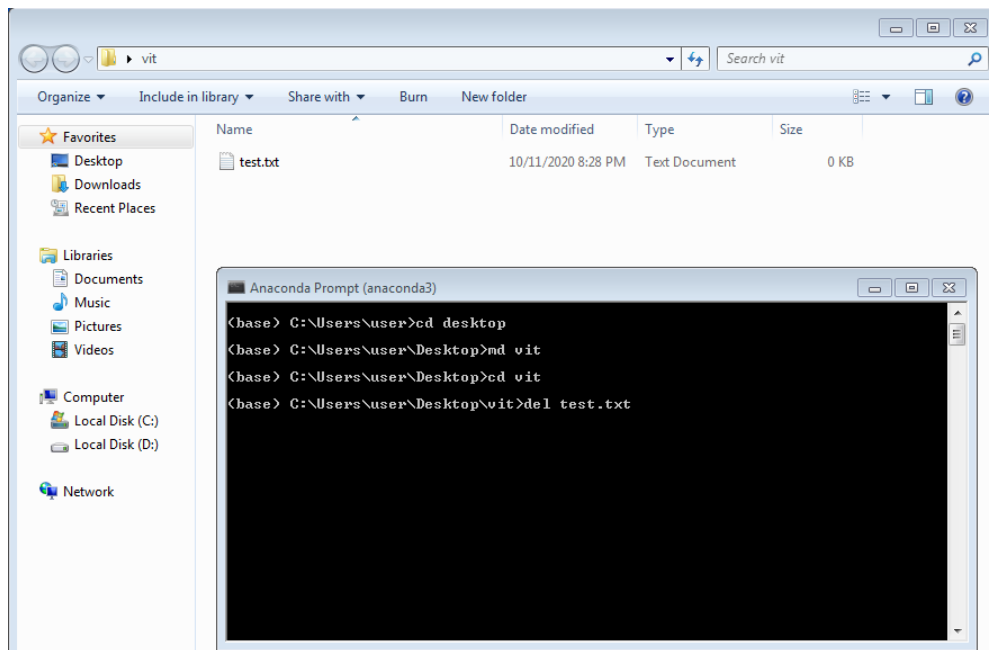 vit
Search vit
Organize
Include in library
Share with
Burn
New folder
Favorites
Desktop
Downloads
Recent Places
Libraries
Documents
Music
Pictures
Videos
Computer
Local Disk (C:)
Local Disk (D:)
Network
Name Date modified Type Size
test.txt 10/11/2020 8:28 PM Text Document 0 KB
Anaconda Prompt (anaconda3)
(base) C:\Users\user>cd desktop
(base) C:\Users\user\Desktop>md vit
(base) C:\Users\user\Desktop>cd vit
(base) C:\Users\user\Desktop\vit>del test.txt